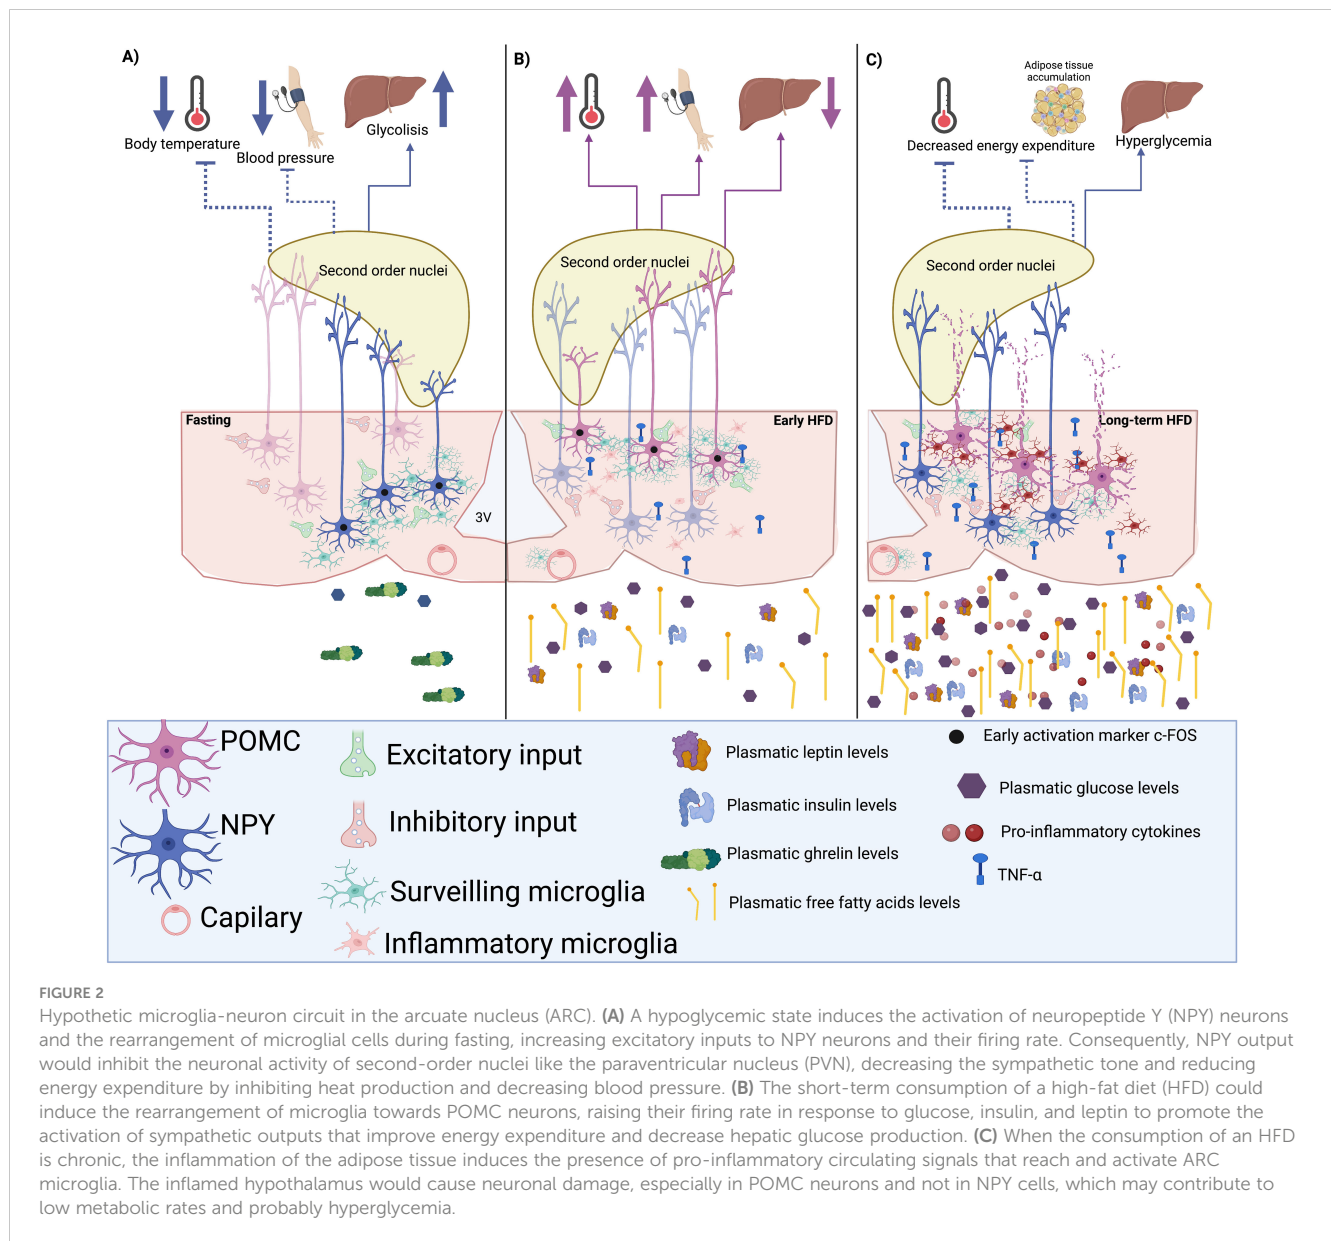 A)
Body temperature
Blood pressure
Glycolisis
Second order nuclei
Fasting
3V
B)
Second order nuclei
Early HFD
C)
Adipose tissue
accumulation
Decreased energy expenditure
Hyperglycemia
Second order nuclei
Long-term HFD
POMC
NPY
Capilary
Excitatory input
Inhibitory input
Surveilling microglia
Inflammatory microglia
Plasmatic leptin levels
Plasmatic insulin levels
Plasmatic ghrelin levels
Plasmatic free fatty acids levels
Early activation marker c-FOS
Plasmatic glucose levels
Pro-inflammatory cytokines
TNF-α
FIGURE 2
Hypothetic microglia-neuron circuit in the arcuate nucleus (ARC). (A) A hypoglycemic state induces the activation of neuropeptide Y (NPY) neurons
and the rearrangement of microglial cells during fasting, increasing excitatory inputs to NPY neurons and their firing rate. Consequently, NPY output
would inhibit the neuronal activity of second-order nuclei like the paraventricular nucleus (PVN), decreasing the sympathetic tone and reducing
energy expenditure by inhibiting heat production and decreasing blood pressure. (B) The short-term consumption of a high-fat diet (HFD) could
induce the rearrangement of microglia towards POMC neurons, raising their firing rate in response to glucose, insulin, and leptin to promote the
activation of sympathetic outputs that improve energy expenditure and decrease hepatic glucose production. (C) When the consumption of an HFD
is chronic, the inflammation of the adipose tissue induces the presence of pro-inflammatory circulating signals that reach and activate ARC
microglia. The inflamed hypothalamus would cause neuronal damage, especially in POMC neurons and not in NPY cells, which may contribute to
low metabolic rates and probably hyperglycemia.